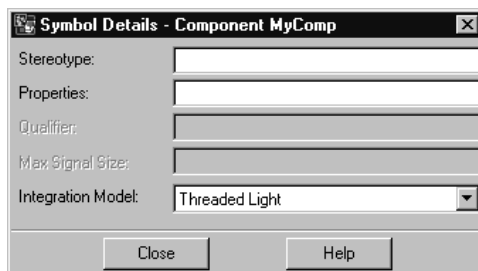 Symbol Details - Component MyComp
Stereotype:
Properties:
Qualifier:
Max Signal Size:
Integration Model: Threaded Light
Close Help